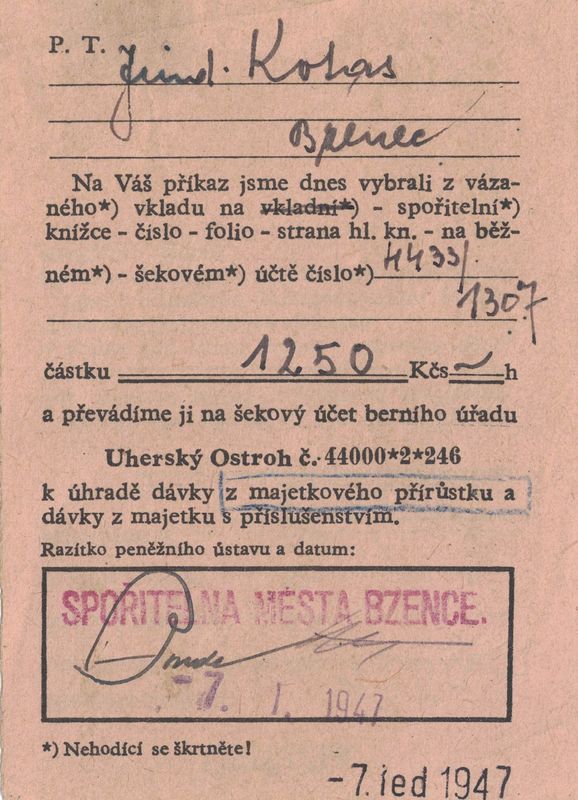 P. T. Jind. Kotas
Bzenec
Na Váš příkaz jsme dnes vybrali z váza-
ného*) vkladu na vkladní*) - spořitelní*)
knížce - číslo - folio - strana hl. kn. - na běž-
ném*) - šekovém*) účtě číslo*) 4433/
1307
částku 1250 Kčs ~ h
a převádíme ji na šekový účet berního úřadu
Uherský Ostroh č. 44000*2*246
k úhradě dávky z majetkového přírůstku a
dávky z majetku s příslušenstvím.
Razítko peněžního ústavu a datum:
SPOŘITELNA MĚSTA BZENCE.
-7. I. 1947
*) Nehodící se škrtněte!
-7. led 1947